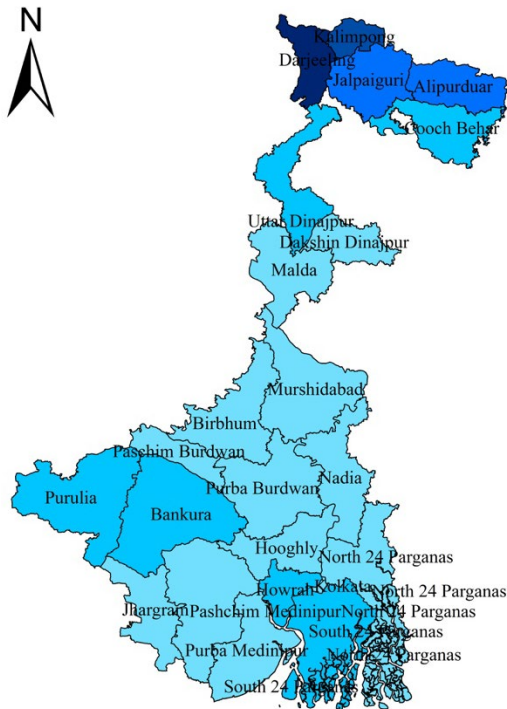 N
Kalimpong
Darjeeling
Jalpaiguri
Alipurduar
Cooch Behar
Uttar Dinajpur
Dakshin Dinajpur
Malda
Murshidabad
Birbhum
Paschim Burdwan
Purulia
Bankura
Purba Burdwan
Nadia
Hooghly
North 24 Parganas
Howrah
Kolkata
North 24 Parganas
Jhargram
Pashchim Medinipur
North 24 Parganas
South 24 Parganas
Purba Medinipur
North 24 Parganas
South 24 Parganas